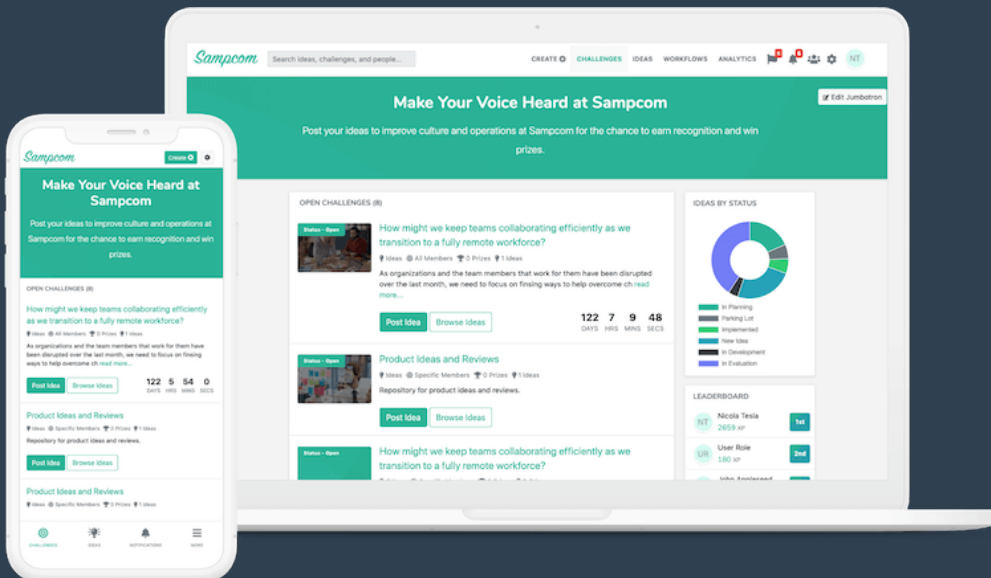 Sampcom
Search ideas, challenges, and people...
CREATE
CHALLENGES
IDEAS
WORKFLOWS
ANALYTICS
NT
Make Your Voice Heard at Sampcom
Edit Jumbotron
Post your ideas to improve culture and operations at Sampcom for the chance to earn recognition and win
prizes.
OPEN CHALLENGES (8)
Status - Open
How might we keep teams collaborating efficiently as we
transition to a fully remote workforce?
Ideas All Members 0 Prizes 1 Ideas
As organizations and the team members that work for them have been disrupted
over the last month, we need to focus on finsing ways to help overcome ch read
more...
Post Idea
Browse Ideas
122 7 9 48
DAYS HRS MINS SECS
Status - Open
Product Ideas and Reviews
Ideas Specific Members 0 Prizes 1 Ideas
Repository for product ideas and reviews.
Post Idea
Browse Ideas
Status - Open
How might we keep teams collaborating efficiently as we
transition to a fully remote workforce?
IDEAS BY STATUS
In Planning
Parking Lot
Implemented
New Idea
In Development
In Evaluation
LEADERBOARD
NT
Nicola Tesla
2659 XP
1st
UR
User Role
180 XP
2nd
John Appleseed
Sampcom
Create
Make Your Voice Heard at
Sampcom
Post your ideas to improve culture and operations at
Sampcom for the chance to earn recognition and win
prizes.
OPEN CHALLENGES (8)
How might we keep teams collaborating efficiently
as we transition to a fully remote workforce?
Ideas All Members 0 Prizes 1 Ideas
As organizations and the team members that work for them have
been disrupted over the last month, we need to focus on finsing
ways to help overcome ch read more...
Post Idea
Browse Ideas
122 5 54 0
DAYS HRS MINS SECS
Product Ideas and Reviews
Ideas Specific Members 0 Prizes 1 Ideas
Repository for product ideas and reviews.
Post Idea
Browse Ideas
Product Ideas and Reviews
Ideas Specific Members 0 Prizes 1 Ideas
CHALLENGES
IDEAS
NOTIFICATIONS
MORE